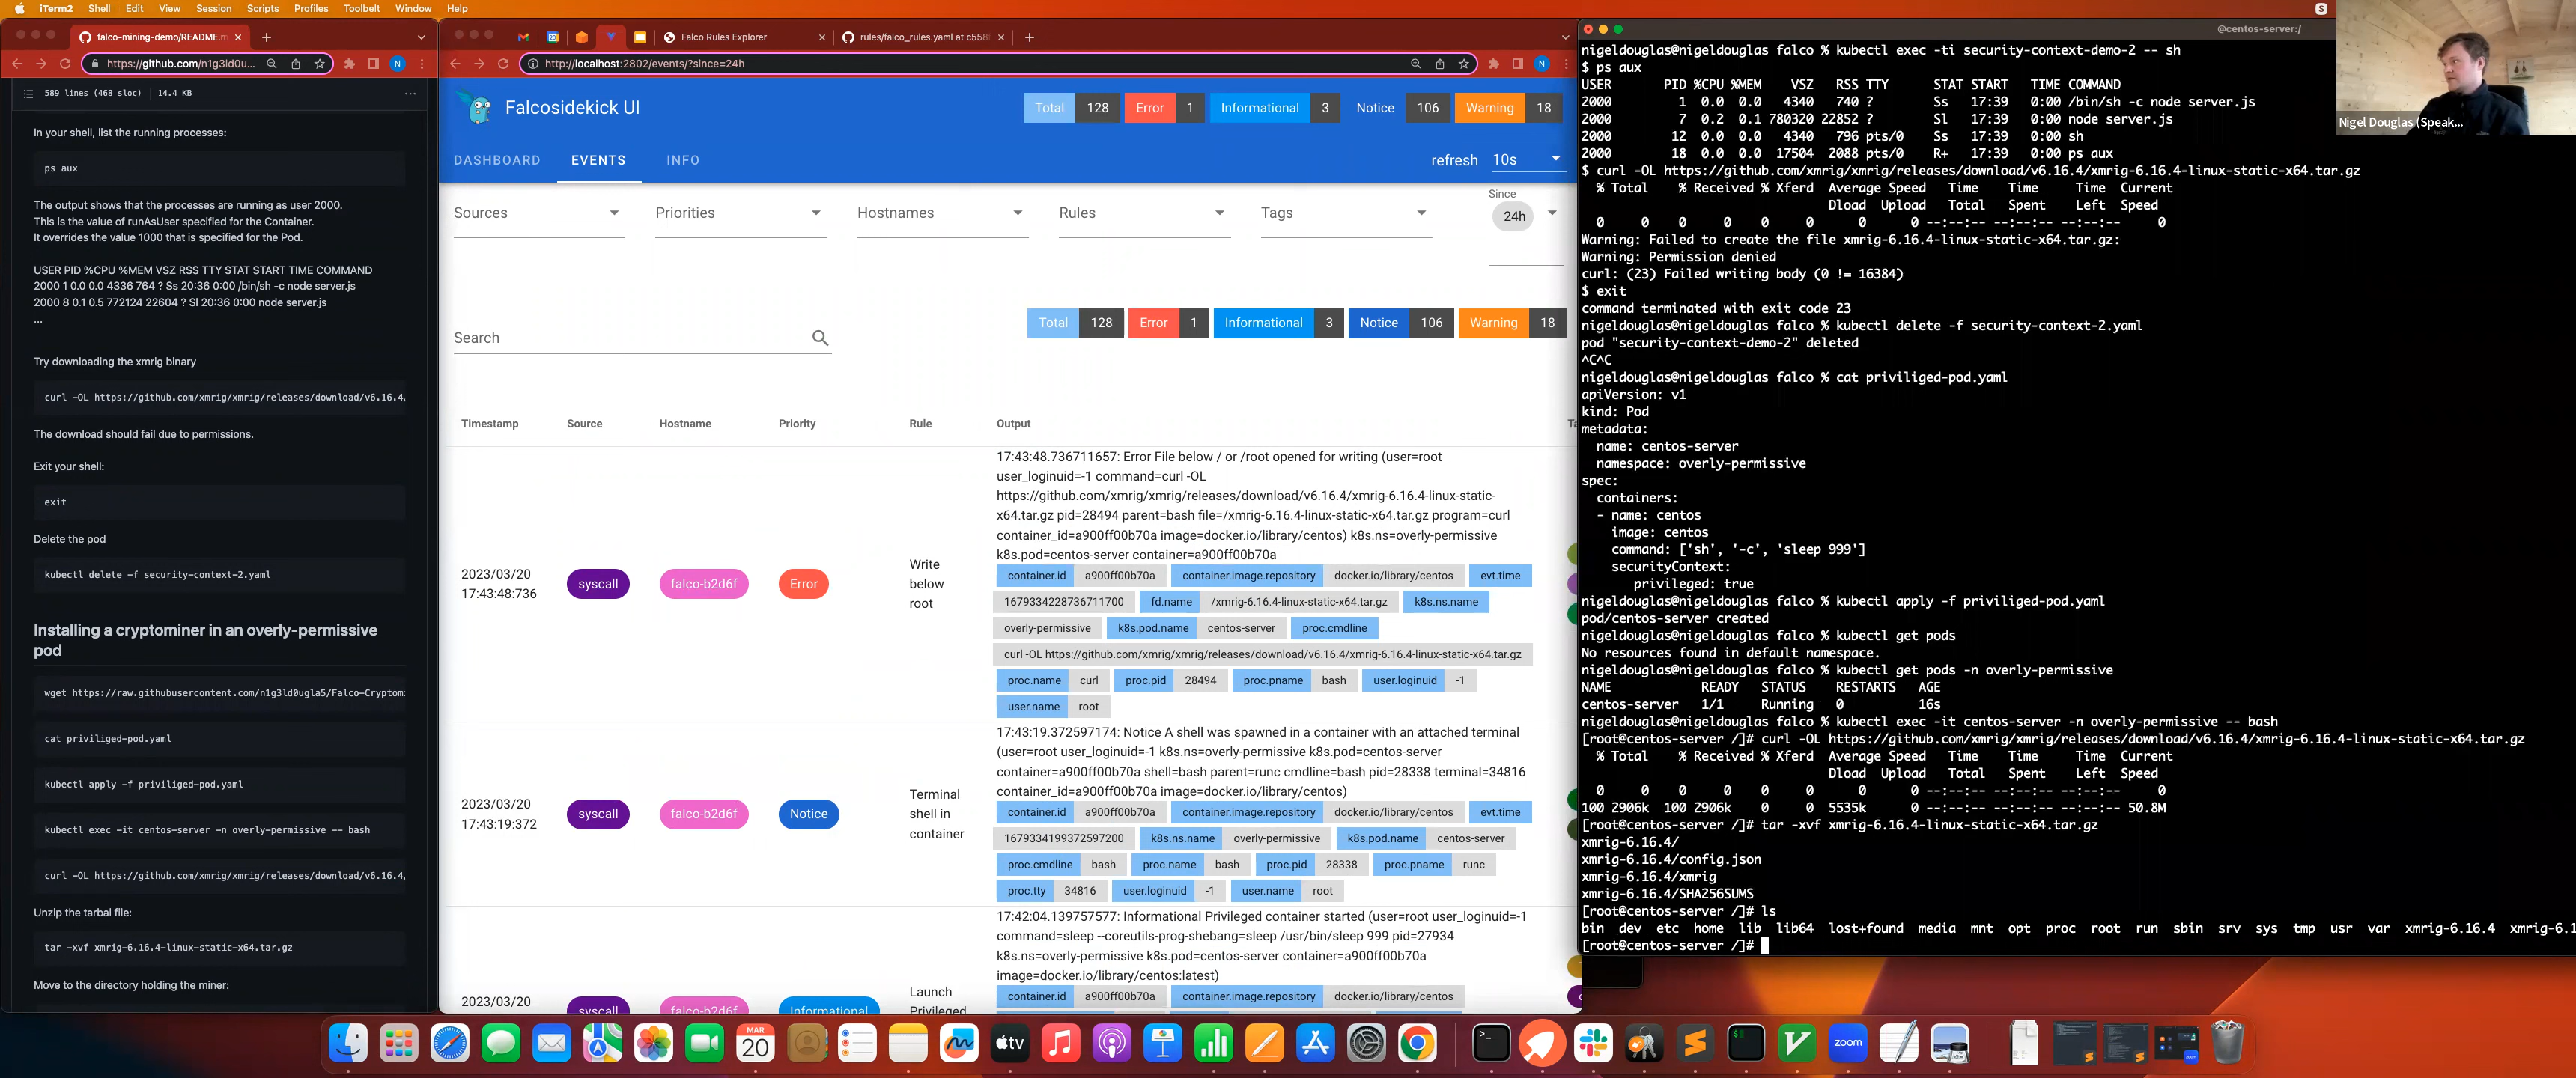 iTerm2 Shell Edit View Session Scripts Profiles Toolbelt Window Help
falco-mining-demo/README.m
https://github.com/n1g3ld0u...
589 lines (468 sloc) 14.4 KB
In your shell, list the running processes:
ps aux
The output shows that the processes are running as user 2000.
This is the value of runAsUser specified for the Container.
It overrides the value 1000 that is specified for the Pod.
USER PID %CPU %MEM VSZ RSS TTY STAT START TIME COMMAND
2000 1 0.0 0.0 4336 764 ? Ss 20:36 0:00 /bin/sh -c node server.js
2000 8 0.1 0.5 772124 22604 ? Sl 20:36 0:00 node server.js
...
Try downloading the xmrig binary
curl -OL https://github.com/xmrig/xmrig/releases/download/v6.16.4,
The download should fail due to permissions.
Exit your shell:
exit
Delete the pod
kubectl delete -f security-context-2.yaml
Installing a cryptominer in an overly-permissive
pod
wget https://raw.githubusercontent.com/n1g3ld0ugla5/Falco-Cryptom:
cat priviliged-pod.yaml
kubectl apply -f priviliged-pod.yaml
kubectl exec -it centos-server -n overly-permissive -- bash
curl -OL https://github.com/xmrig/xmrig/releases/download/v6.16.4,
Unzip the tarbal file:
tar -xvf xmrig-6.16.4-linux-static-x64.tar.gz
Move to the directory holding the miner:
Falco Rules Explorer
rules/falco_rules.yaml at c558f
http://localhost:2802/events/?since=24h
Falcosidekick UI
Total 128 Error 1 Informational 3 Notice 106 Warning 18
DASHBOARD EVENTS INFO
refresh 10s
Sources Priorities Hostnames Rules Tags
Since
24h
Total 128 Error 1 Informational 3 Notice 106 Warning 18
Search
Timestamp Source Hostname Priority Rule Output Ta
2023/03/20
17:43:48:736
syscall
falco-b2d6f
Error
Write
below
root
17:43:48.736711657: Error File below / or /root opened for writing (user=root
user_loginuid=-1 command=curl -OL
https://github.com/xmrig/xmrig/releases/download/v6.16.4/xmrig-6.16.4-linux-static-
x64.tar.gz pid=28494 parent=bash file=/xmrig-6.16.4-linux-static-x64.tar.gz program=curl
container_id=a900ff00b70a image=docker.io/library/centos) k8s.ns=overly-permissive
k8s.pod=centos-server container=a900ff00b70a
container.id a900ff00b70a container.image.repository docker.io/library/centos evt.time
1679334228736711700 fd.name /xmrig-6.16.4-linux-static-x64.tar.gz k8s.ns.name
overly-permissive k8s.pod.name centos-server proc.cmdline
curl -OL https://github.com/xmrig/xmrig/releases/download/v6.16.4/xmrig-6.16.4-linux-static-x64.tar.gz
proc.name curl proc.pid 28494 proc.pname bash user.loginuid -1
user.name root
2023/03/20
17:43:19:372
syscall
falco-b2d6f
Notice
Terminal
shell in
container
17:43:19.372597174: Notice A shell was spawned in a container with an attached terminal
(user=root user_loginuid=-1 k8s.ns=overly-permissive k8s.pod=centos-server
container=a900ff00b70a shell=bash parent=runc cmdline=bash pid=28338 terminal=34816
container_id=a900ff00b70a image=docker.io/library/centos)
container.id a900ff00b70a container.image.repository docker.io/library/centos evt.time
1679334199372597200 k8s.ns.name overly-permissive k8s.pod.name centos-server
proc.cmdline bash proc.name bash proc.pid 28338 proc.pname runc
proc.tty 34816 user.loginuid -1 user.name root
2023/03/20
syscall
falco-b2d6f
Informational
Launch
Privileged
17:42:04.139757577: Informational Privileged container started (user=root user_loginuid=-1
command=sleep --coreutils-prog-shebang=sleep /usr/bin/sleep 999 pid=27934
k8s.ns=overly-permissive k8s.pod=centos-server container=a900ff00b70a
image=docker.io/library/centos:latest)
container.id a900ff00b70a container.image.repository docker.io/library/centos
@centos-server:/
nigeldouglas@nigeldouglas falco % kubectl exec -ti security-context-demo-2 -- sh
$ ps aux
USER PID %CPU %MEM VSZ RSS TTY STAT START TIME COMMAND
2000 1 0.0 0.0 4340 740 ? Ss 17:39 0:00 /bin/sh -c node server.js
2000 7 0.2 0.1 780320 22852 ? Sl 17:39 0:00 node server.js
2000 12 0.0 0.0 4340 796 pts/0 Ss 17:39 0:00 sh
2000 18 0.0 0.0 17504 2088 pts/0 R+ 17:39 0:00 ps aux
$ curl -OL https://github.com/xmrig/xmrig/releases/download/v6.16.4/xmrig-6.16.4-linux-static-x64.tar.gz
% Total % Received % Xferd Average Speed Time Time Time Current
Dload Upload Total Spent Left Speed
0 0 0 0 0 0 0 0 --:--:-- --:--:-- --:--:-- 0
Warning: Failed to create the file xmrig-6.16.4-linux-static-x64.tar.gz:
Warning: Permission denied
curl: (23) Failed writing body (0 != 16384)
$ exit
command terminated with exit code 23
nigeldouglas@nigeldouglas falco % kubectl delete -f security-context-2.yaml
pod "security-context-demo-2" deleted
^C^C
nigeldouglas@nigeldouglas falco % cat priviliged-pod.yaml
apiVersion: v1
kind: Pod
metadata:
name: centos-server
namespace: overly-permissive
spec:
containers:
- name: centos
image: centos
command: ['sh', '-c', 'sleep 999']
securityContext:
privileged: true
nigeldouglas@nigeldouglas falco % kubectl apply -f priviliged-pod.yaml
pod/centos-server created
nigeldouglas@nigeldouglas falco % kubectl get pods
No resources found in default namespace.
nigeldouglas@nigeldouglas falco % kubectl get pods -n overly-permissive
NAME READY STATUS RESTARTS AGE
centos-server 1/1 Running 0 16s
nigeldouglas@nigeldouglas falco % kubectl exec -it centos-server -n overly-permissive -- bash
[root@centos-server /]# curl -OL https://github.com/xmrig/xmrig/releases/download/v6.16.4/xmrig-6.16.4-linux-static-x64.tar.gz
% Total % Received % Xferd Average Speed Time Time Time Current
Dload Upload Total Spent Left Speed
0 0 0 0 0 0 0 0 --:--:-- --:--:-- --:--:-- 0
100 2906k 100 2906k 0 0 5535k 0 --:--:-- --:--:-- --:--:-- 50.8M
[root@centos-server /]# tar -xvf xmrig-6.16.4-linux-static-x64.tar.gz
xmrig-6.16.4/
xmrig-6.16.4/config.json
xmrig-6.16.4/xmrig
xmrig-6.16.4/SHA256SUMS
[root@centos-server /]# ls
bin dev etc home lib lib64 lost+found media mnt opt proc root run sbin srv sys tmp usr var xmrig-6.16.4 xmrig-6.1
[root@centos-server /]#
Nigel Douglas (Speak...
MAR
20
tv
zoom